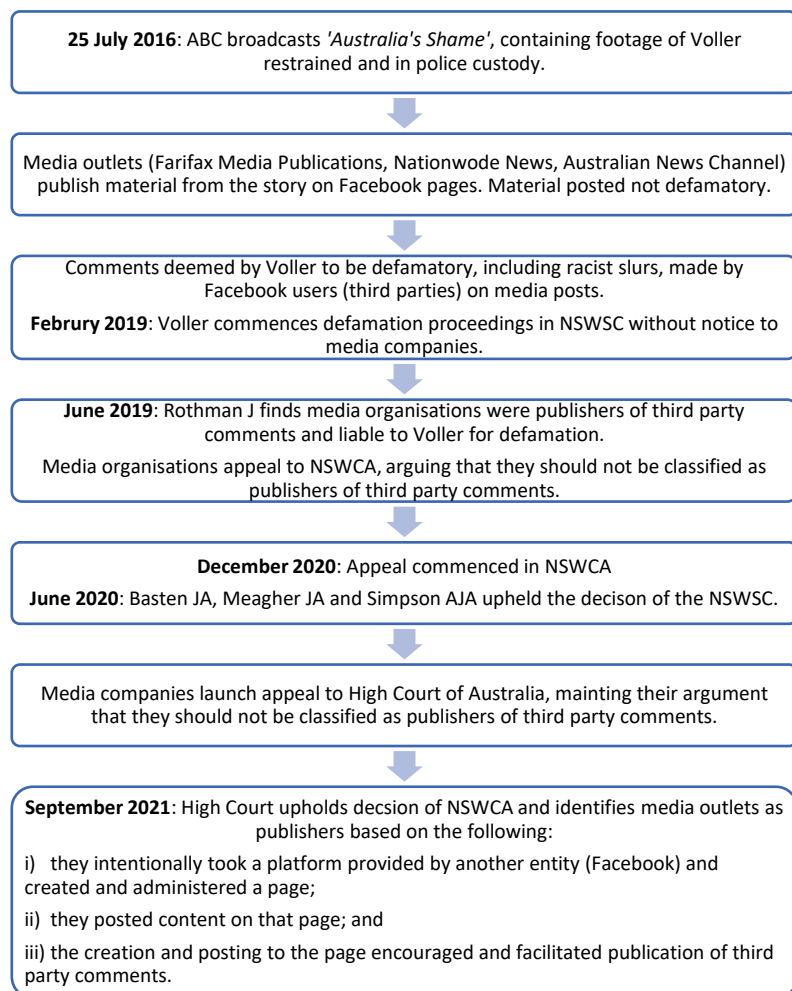 25 July 2016: ABC broadcasts 'Australia's Shame', containing footage of Voller
restrained and in police custody.
Media outlets (Farifax Media Publications, Nationwode News, Australian News Channel)
publish material from the story on Facebook pages. Material posted not defamatory.
Comments deemed by Voller to be defamatory, including racist slurs, made by
Facebook users (third parties) on media posts.
Februry 2019: Voller commences defamation proceedings in NSWSC without notice to
media companies.
June 2019: Rothman J finds media organisations were publishers of third party
comments and liable to Voller for defamation.
Media organisations appeal to NSWCA, arguing that they should not be classified as
publishers of third party comments.
December 2020: Appeal commenced in NSWCA
June 2020: Basten JA, Meagher JA and Simpson AJA upheld the decison of the NSWSC.
Media companies launch appeal to High Court of Australia, mainting their argument
that they should not be classified as publishers of third party comments.
September 2021: High Court upholds decsion of NSWCA and identifies media outlets as
publishers based on the following:
i) they intentionally took a platform provided by another entity (Facebook) and
created and administered a page;
ii) they posted content on that page; and
iii) the creation and posting to the page encouraged and facilitated publication of third
party comments.